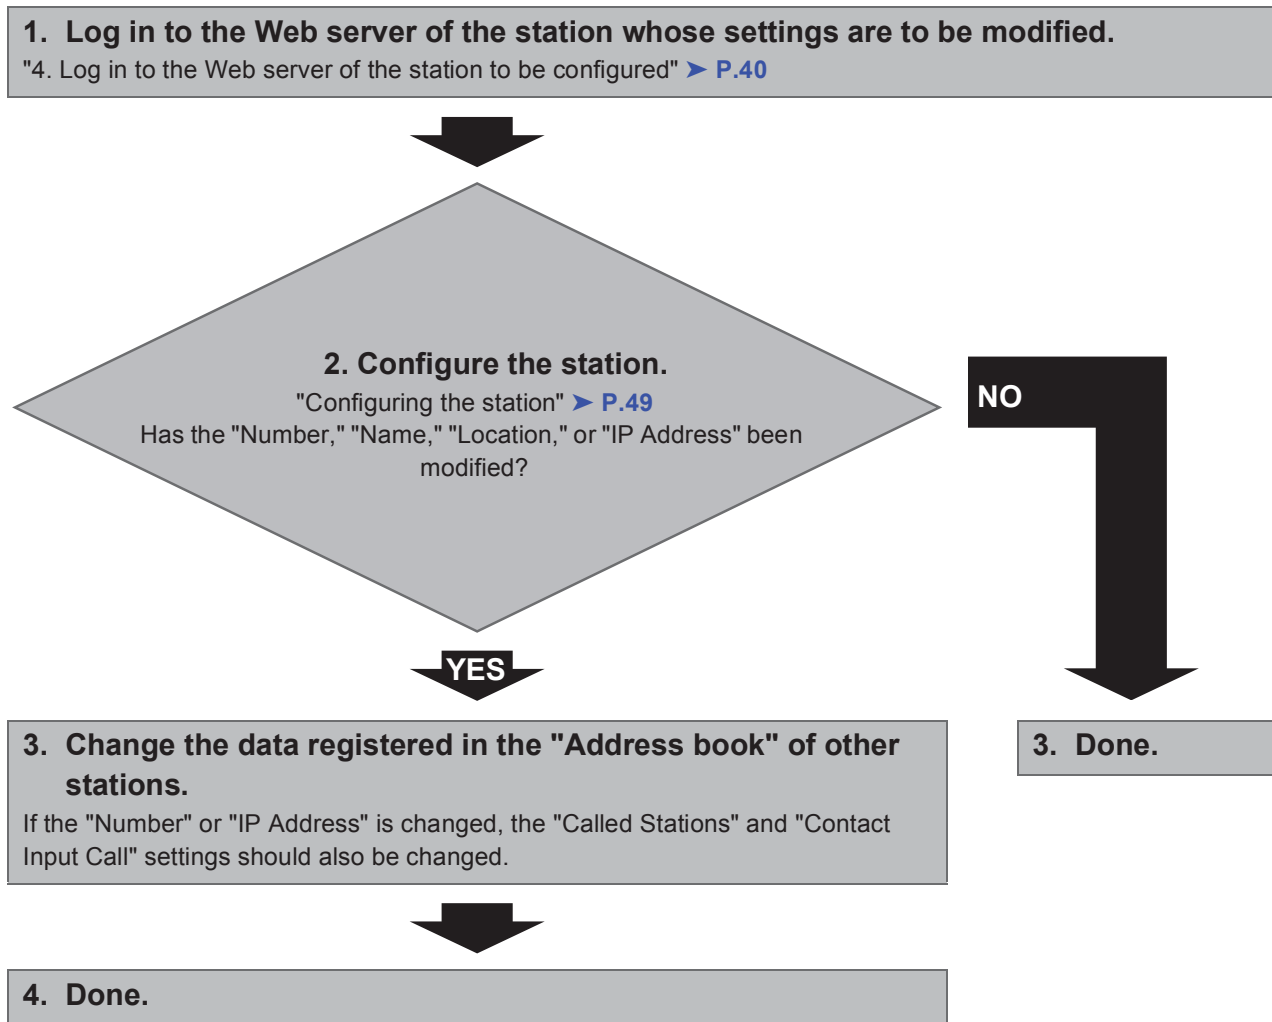 1. Log in to the Web server of the station whose settings are to be modified.
"4. Log in to the Web server of the station to be configured" ➤ P.40
2. Configure the station.
"Configuring the station" ➤ P.49
Has the "Number," "Name," "Location," or "IP Address" been
modified?
NO
YES
3. Change the data registered in the "Address book" of other
stations.
If the "Number" or "IP Address" is changed, the "Called Stations" and "Contact
Input Call" settings should also be changed.
3. Done.
4. Done.